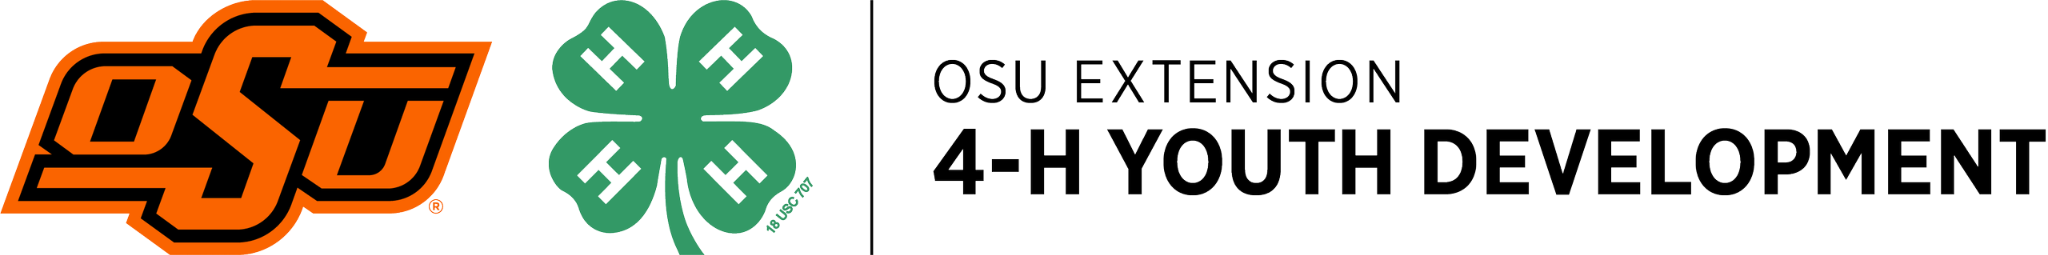 OSU®
H H
H H
18 USC 707
OSU EXTENSION
4-H YOUTH DEVELOPMENT